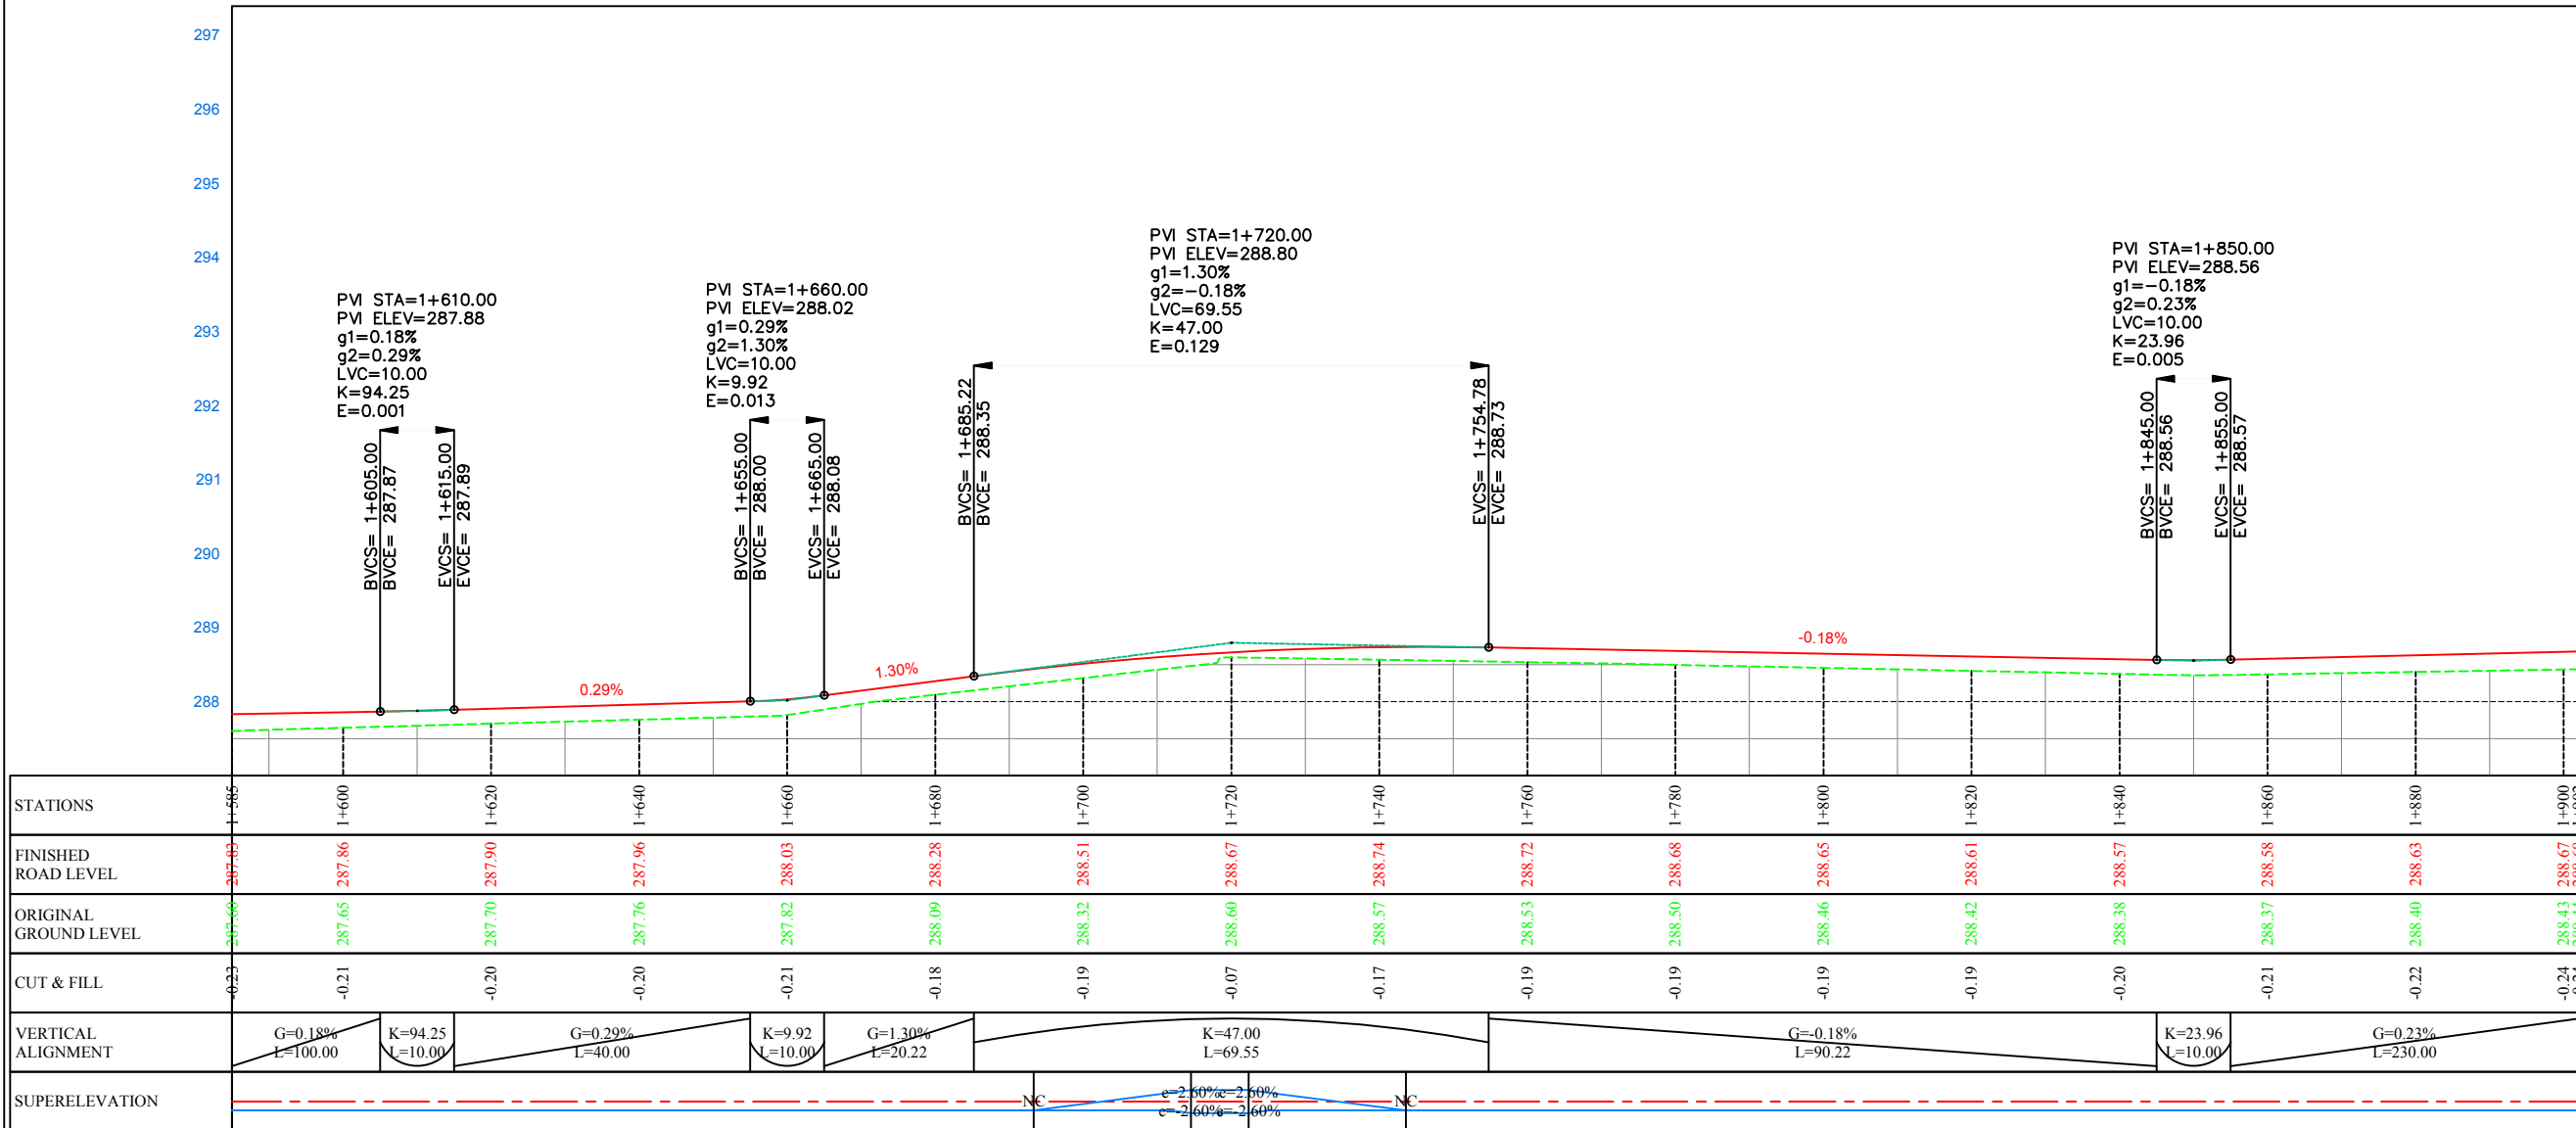 297
296
295
294
293
292
291
290
289
288
PVI STA=1+610.00
PVI ELEV=287.88
g1=0.18%
g2=0.29%
LVC=10.00
K=94.25
E=0.001
BVCS= 1+605.00
BVCE= 287.87
EVCS= 1+615.00
EVCE= 287.89
PVI STA=1+660.00
PVI ELEV=288.02
g1=0.29%
g2=1.30%
LVC=10.00
K=9.92
E=0.013
BVCS= 1+655.00
BVCE= 288.00
EVCS= 1+665.00
EVCE= 288.08
PVI STA=1+720.00
PVI ELEV=288.80
g1=1.30%
g2=-0.18%
LVC=69.55
K=47.00
E=0.129
BVCS= 1+685.22
BVCE= 288.35
EVCS= 1+754.78
EVCE= 288.73
PVI STA=1+850.00
PVI ELEV=288.56
g1=-0.18%
g2=0.23%
LVC=10.00
K=23.96
E=0.005
BVCS= 1+845.00
BVCE= 288.56
EVCS= 1+855.00
EVCE= 288.57
0.29%
1.30%
-0.18%
STATIONS
1+585 1+600 1+620 1+640 1+660 1+680 1+700 1+720 1+740 1+760 1+780 1+800 1+820 1+840 1+860 1+880 1+900
FINISHED
ROAD LEVEL
287.83 287.86 287.90 287.96 288.03 288.28 288.51 288.67 288.74 288.72 288.68 288.65 288.61 288.57 288.58 288.63 288.67
ORIGINAL
GROUND LEVEL
287.60 287.65 287.70 287.76 287.82 288.09 288.32 288.60 288.57 288.53 288.50 288.46 288.42 288.38 288.37 288.40 288.43
CUT & FILL
-0.23 -0.21 -0.20 -0.20 -0.21 -0.18 -0.19 -0.07 -0.17 -0.19 -0.19 -0.19 -0.19 -0.20 -0.21 -0.22 -0.24
VERTICAL
ALIGNMENT
G=0.18%
L=100.00
K=94.25
L=10.00
G=0.29%
L=40.00
K=9.92
L=10.00
G=1.30%
L=20.22
K=47.00
L=69.55
G=-0.18%
L=90.22
K=23.96
L=10.00
G=0.23%
L=230.00
SUPERELEVATION
NC
e=2.60% e=2.60%
e=-2.60% e=-2.60%
NC